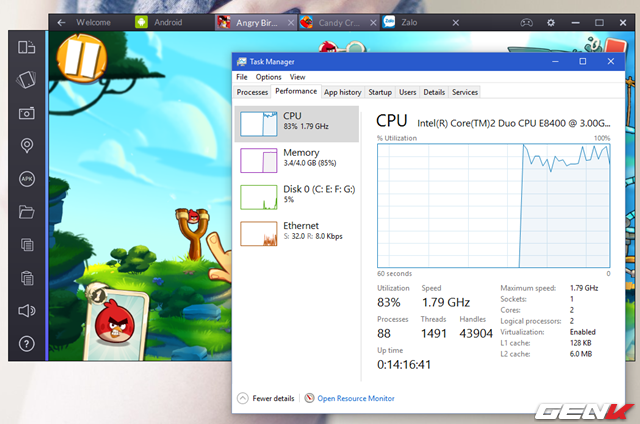 Welcome
Android
Angry Bir...
Candy Cr...
Zalo
Task Manager
File Options View
Processes Performance App history Startup Users Details Services
CPU
83% 1.79 GHz
Memory
3.4/4.0 GB (85%)
Disk 0 (C: E: F: G:)
5%
Ethernet
S: 32.0 R: 8.0 Kbps
CPU Intel(R) Core(TM)2 Duo CPU E8400 @ 3.00G...
% Utilization 100%
60 seconds 0
Utilization Speed
83% 1.79 GHz
Processes Threads Handles
88 1491 43904
Up time
0:14:16:41
Maximum speed: 1.79 GHz
Sockets: 1
Cores: 2
Logical processors: 2
Virtualization: Enabled
L1 cache: 128 KB
L2 cache: 6.0 MB
Fewer details Open Resource Monitor
APK
Zalo
GENK